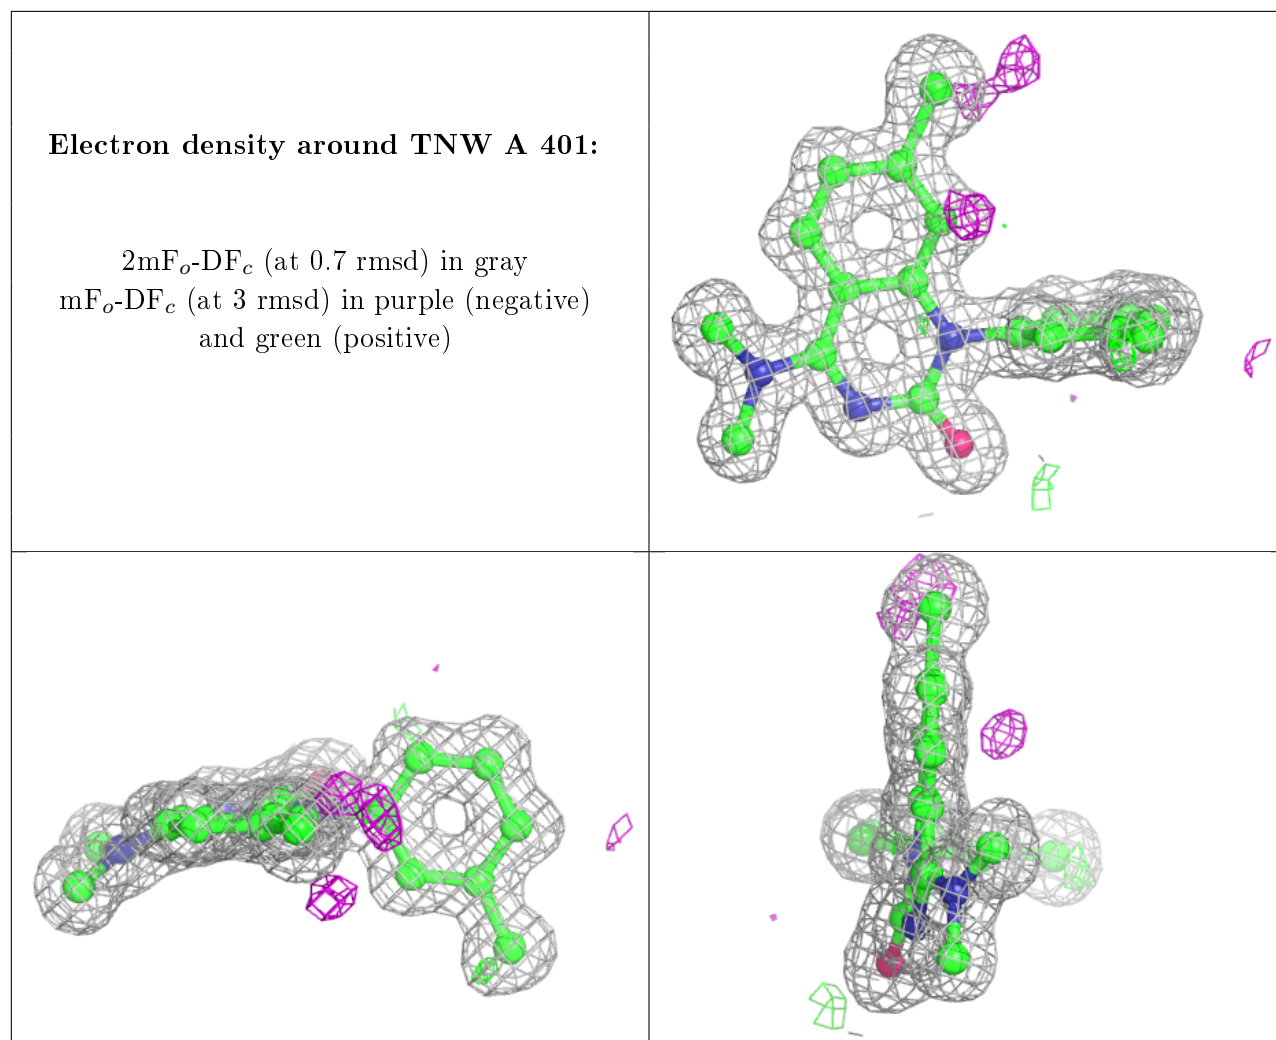 Electron density around TNW A 401:
2mFₒ-DF𝒸 (at 0.7 rmsd) in gray
mFₒ-DF𝒸 (at 3 rmsd) in purple (negative)
and green (positive)